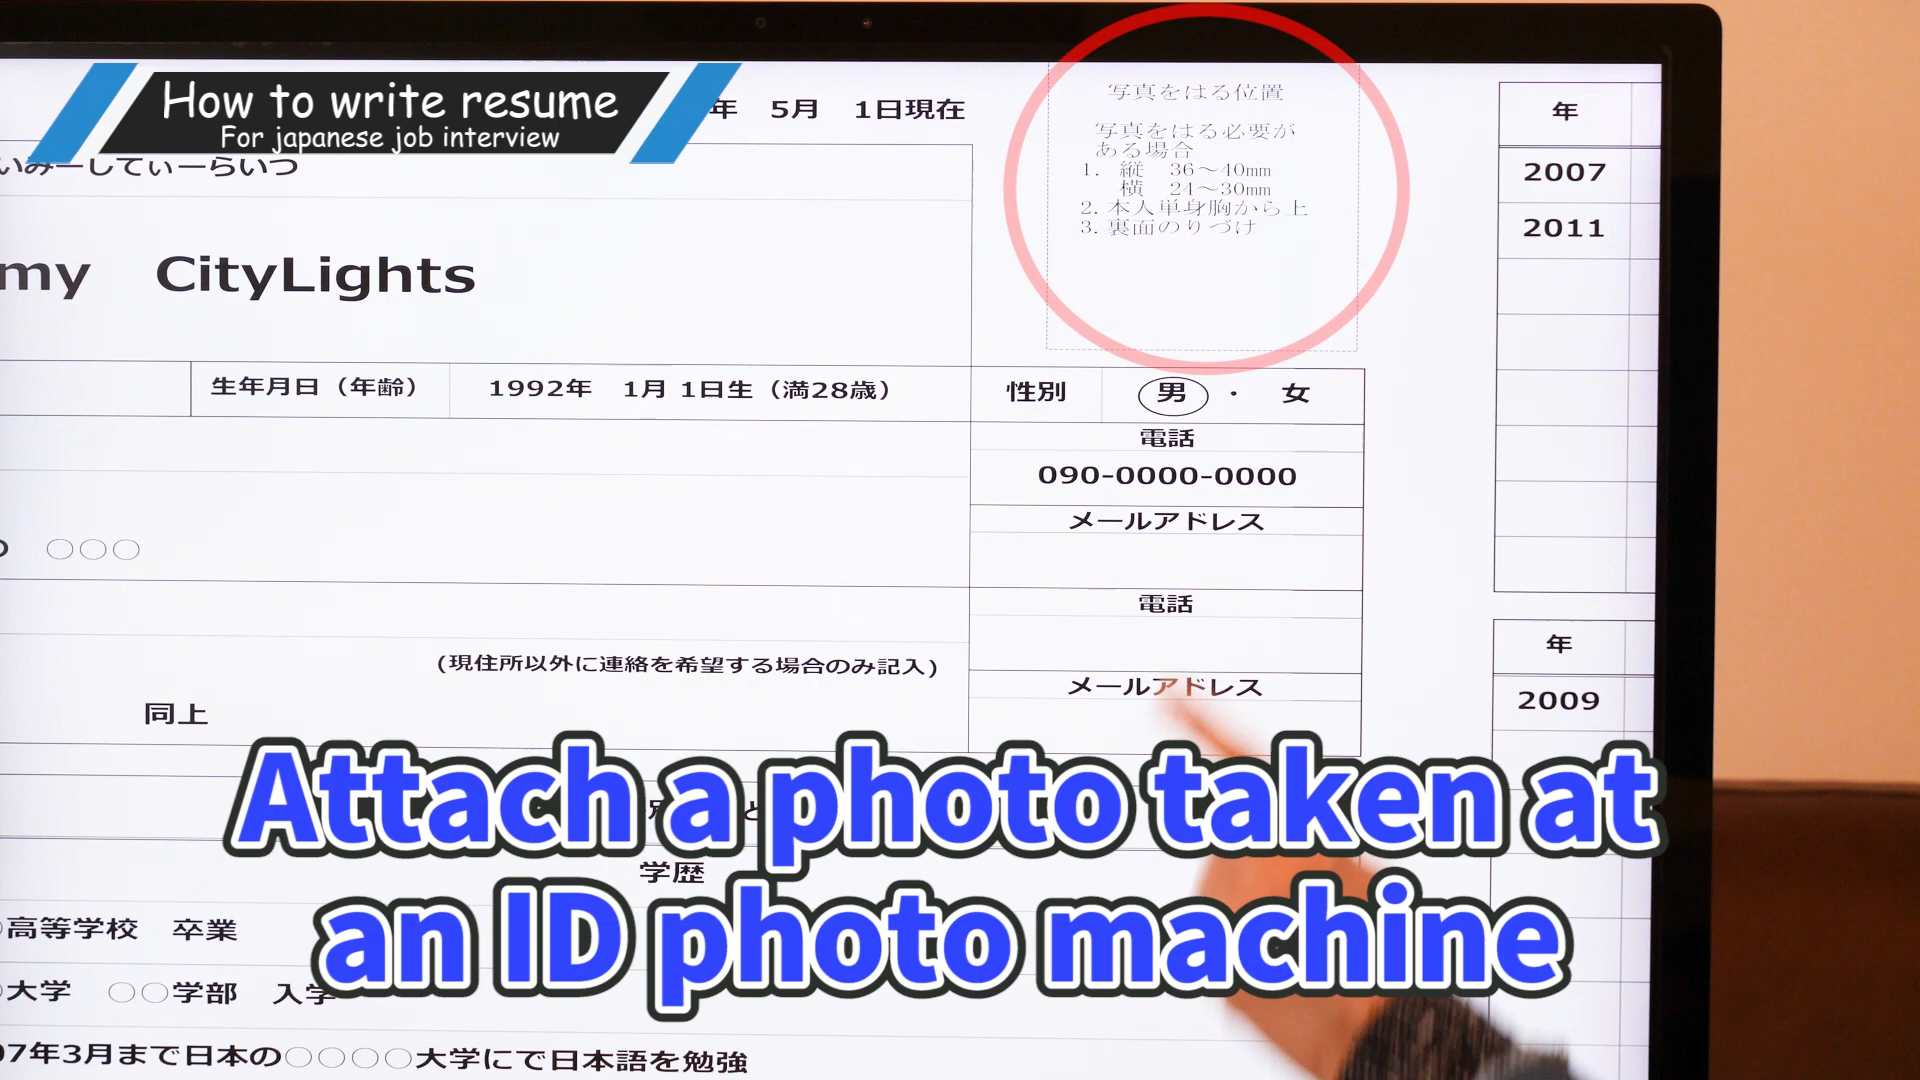 How to write resume
For japanese job interview
年 5月 1日現在
いみーしてぃーらいつ
my CityLights
写真をはる位置
写真をはる必要が
ある場合
1. 縦 36～40mm
横 24～30mm
2. 本人単身胸から上
3. 裏面のりづけ
生年月日（年齢） 1992年 1月 1日生（満28歳） 性別 男 ・ 女
電話
090-0000-0000
メールアドレス
○○○
電話
(現住所以外に連絡を希望する場合のみ記入)
メールアドレス
同上
学歴
高等学校 卒業
大学 ○○学部 入学
07年3月まで日本の○○○○大学にて日本語を勉強
年
2007
2011
年
2009
Attach a photo taken at
an ID photo machine